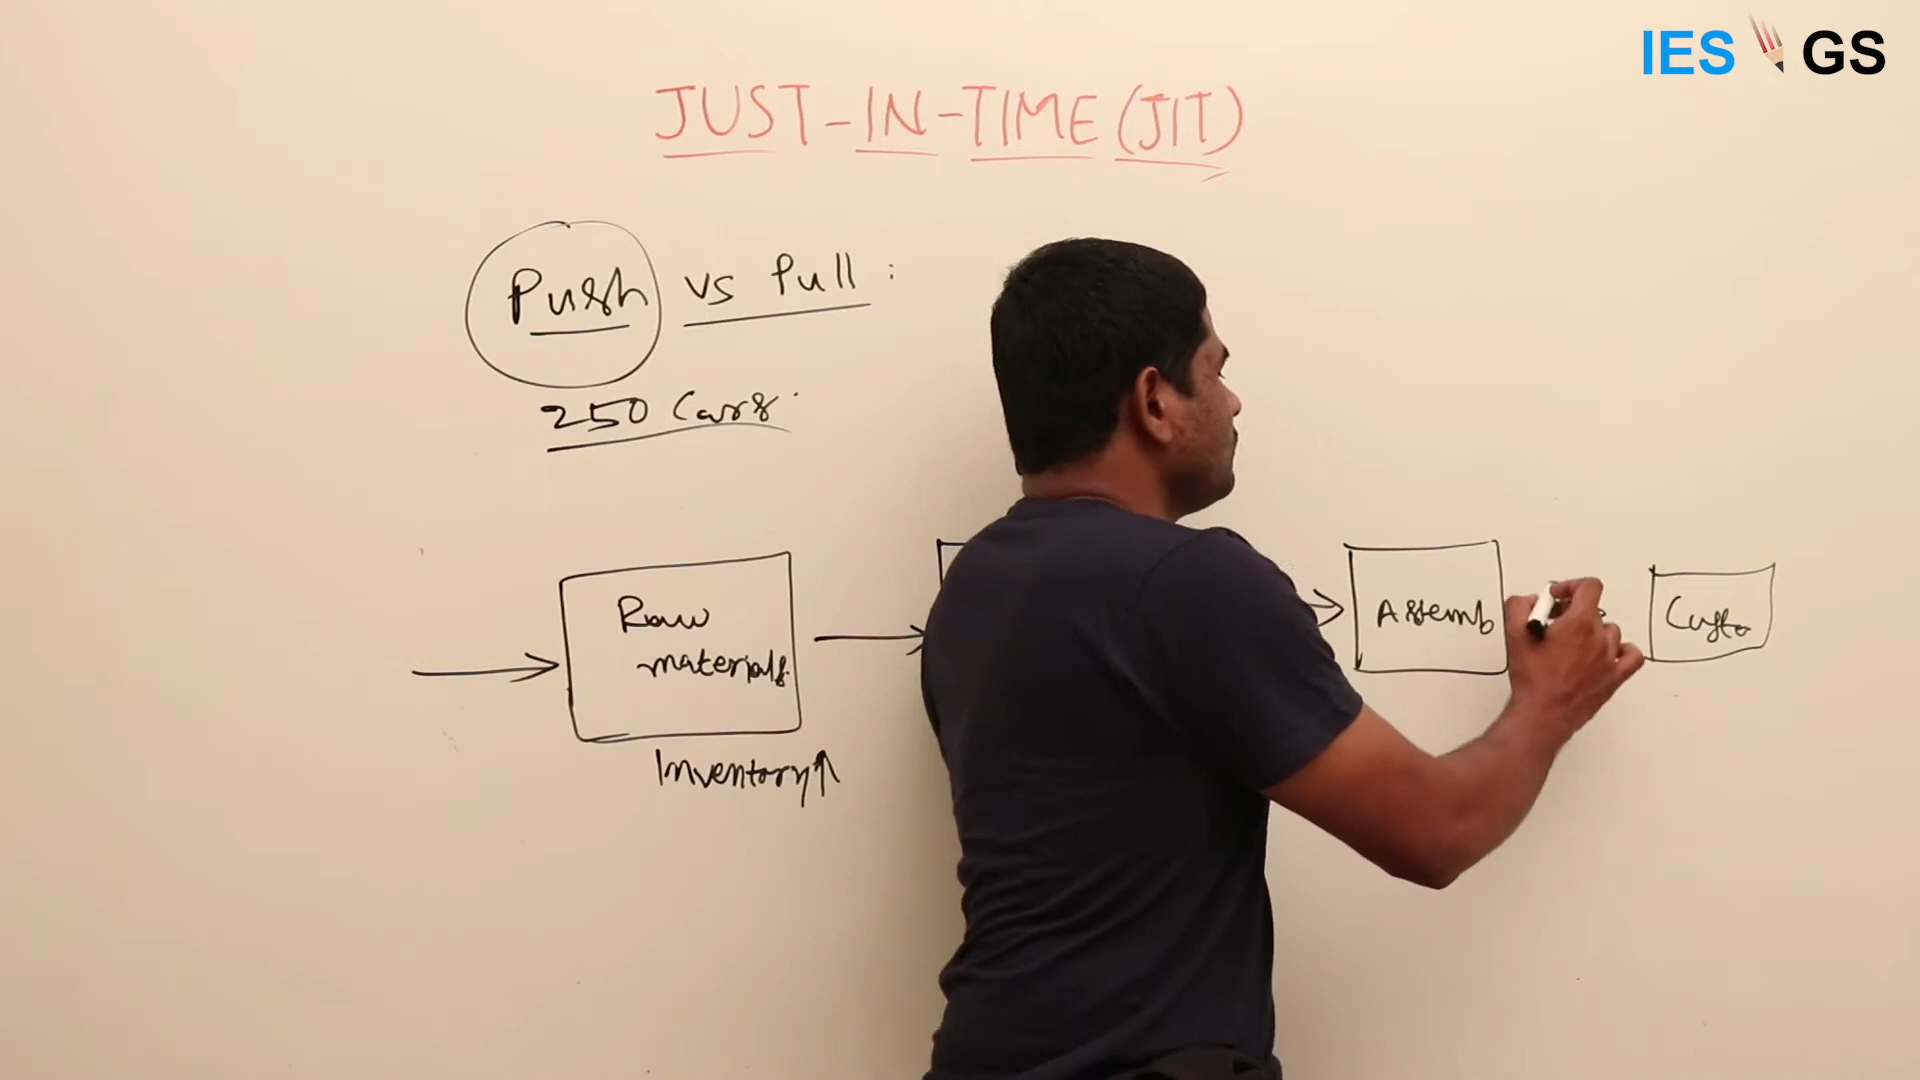 IES GS
JUST-IN-TIME (JIT)
Push vs Pull :
250 Cars.
Raw
materials
Assemb
Custo
Inventory↑